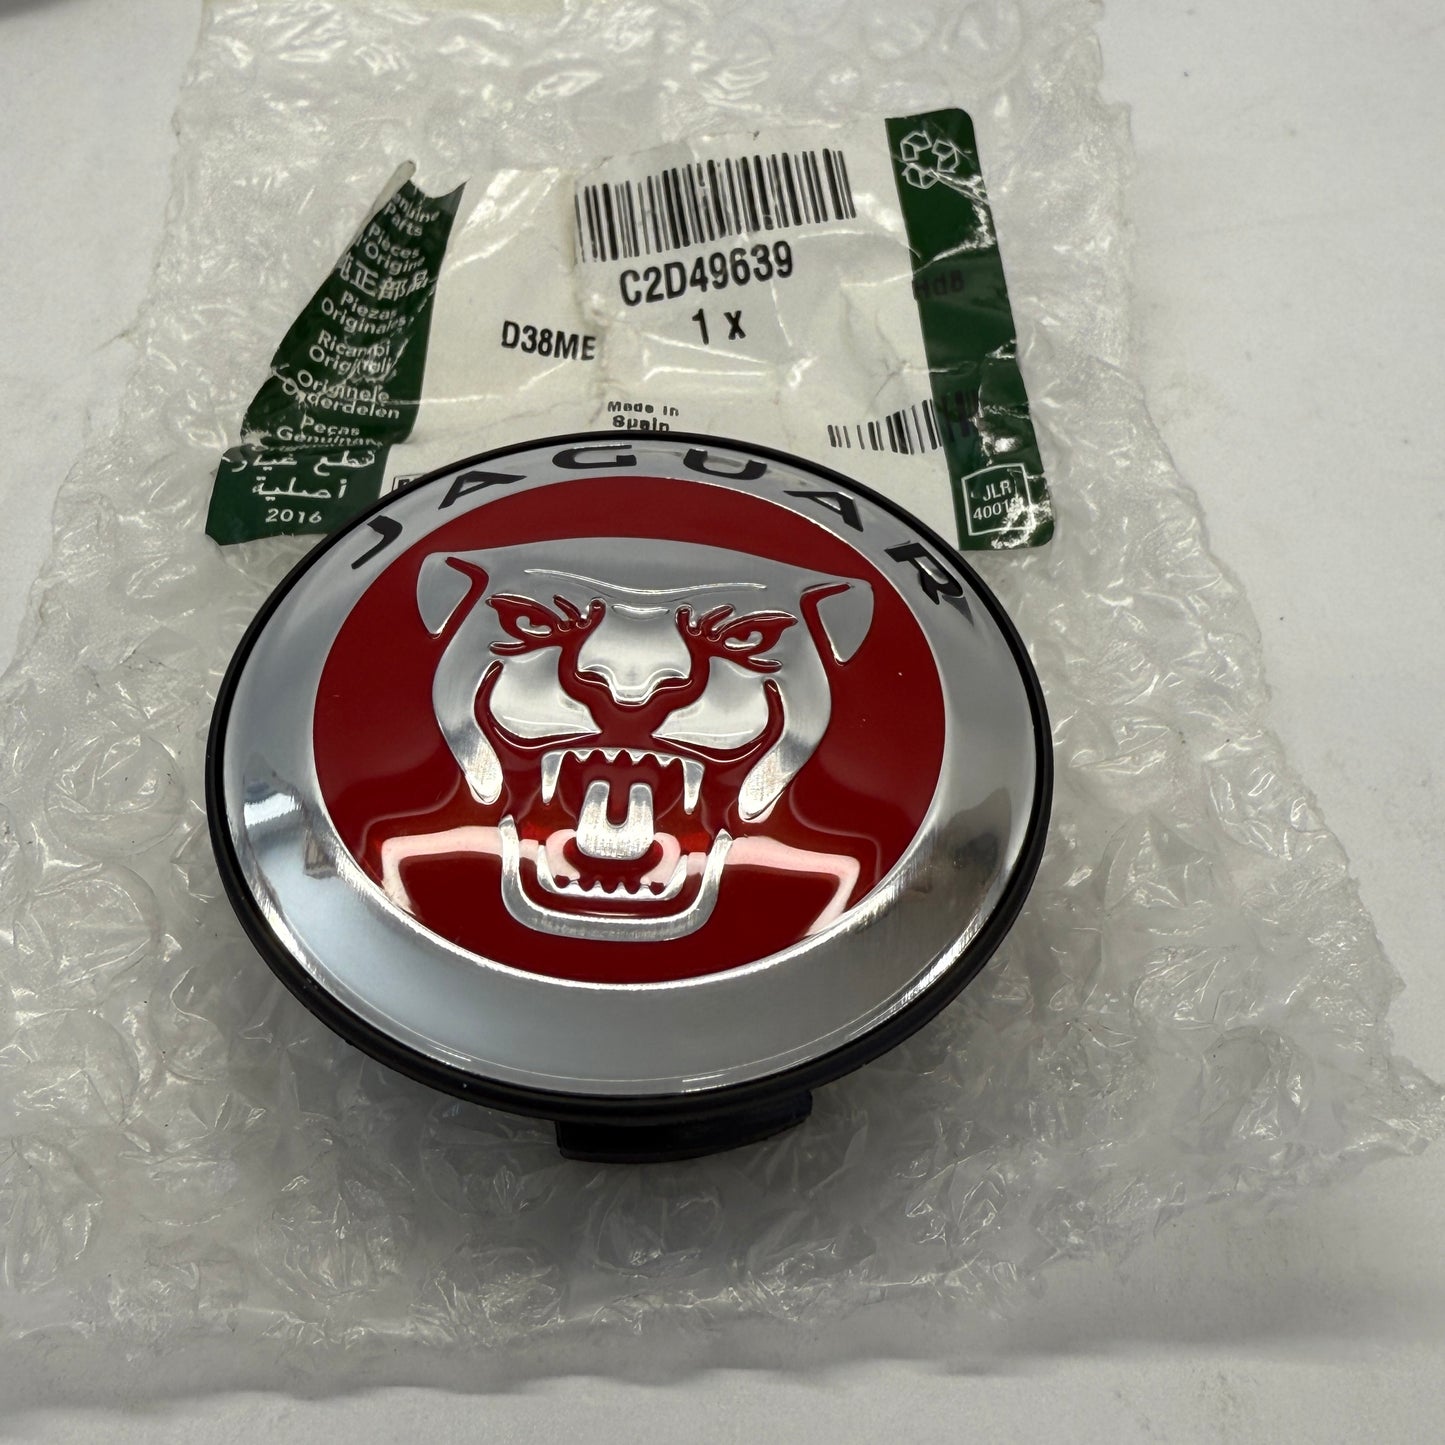 Genuine
Parts
Pièces
d'Origine
純正部品
Piezas
Originales
Ricambi
Originali
Originele
Onderdelen
Peças
Genuínas
قطع غيار
أصلية
2016
C2D49639
1 X
D38ME
Made in
Spain
JLR
JAGUAR